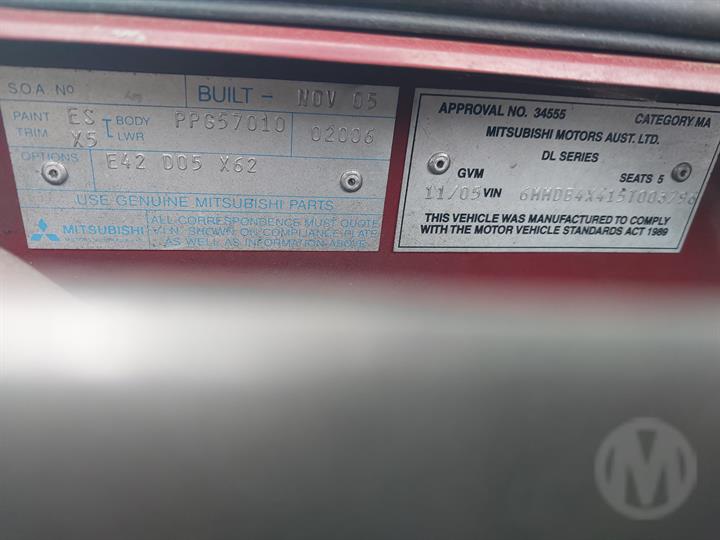 S.O.A. Nº
BUILT - NOV 05
PAINT ES BODY PPG57010
TRIM X5 LWR 02006
OPTIONS E42 D05 X62
USE GENUINE MITSUBISHI PARTS
MITSUBISHI
ALL CORRESPONDENCE MUST QUOTE
V.I.N. SHOWN ON COMPLIANCE PLATE
AS WELL AS INFORMATION ABOVE
APPROVAL NO. 34555 CATEGORY MA
MITSUBISHI MOTORS AUST. LTD.
DL SERIES
GVM SEATS 5
11/05 VIN
THIS VEHICLE WAS MANUFACTURED TO COMPLY
WITH THE MOTOR VEHICLE STANDARDS ACT 1989
M